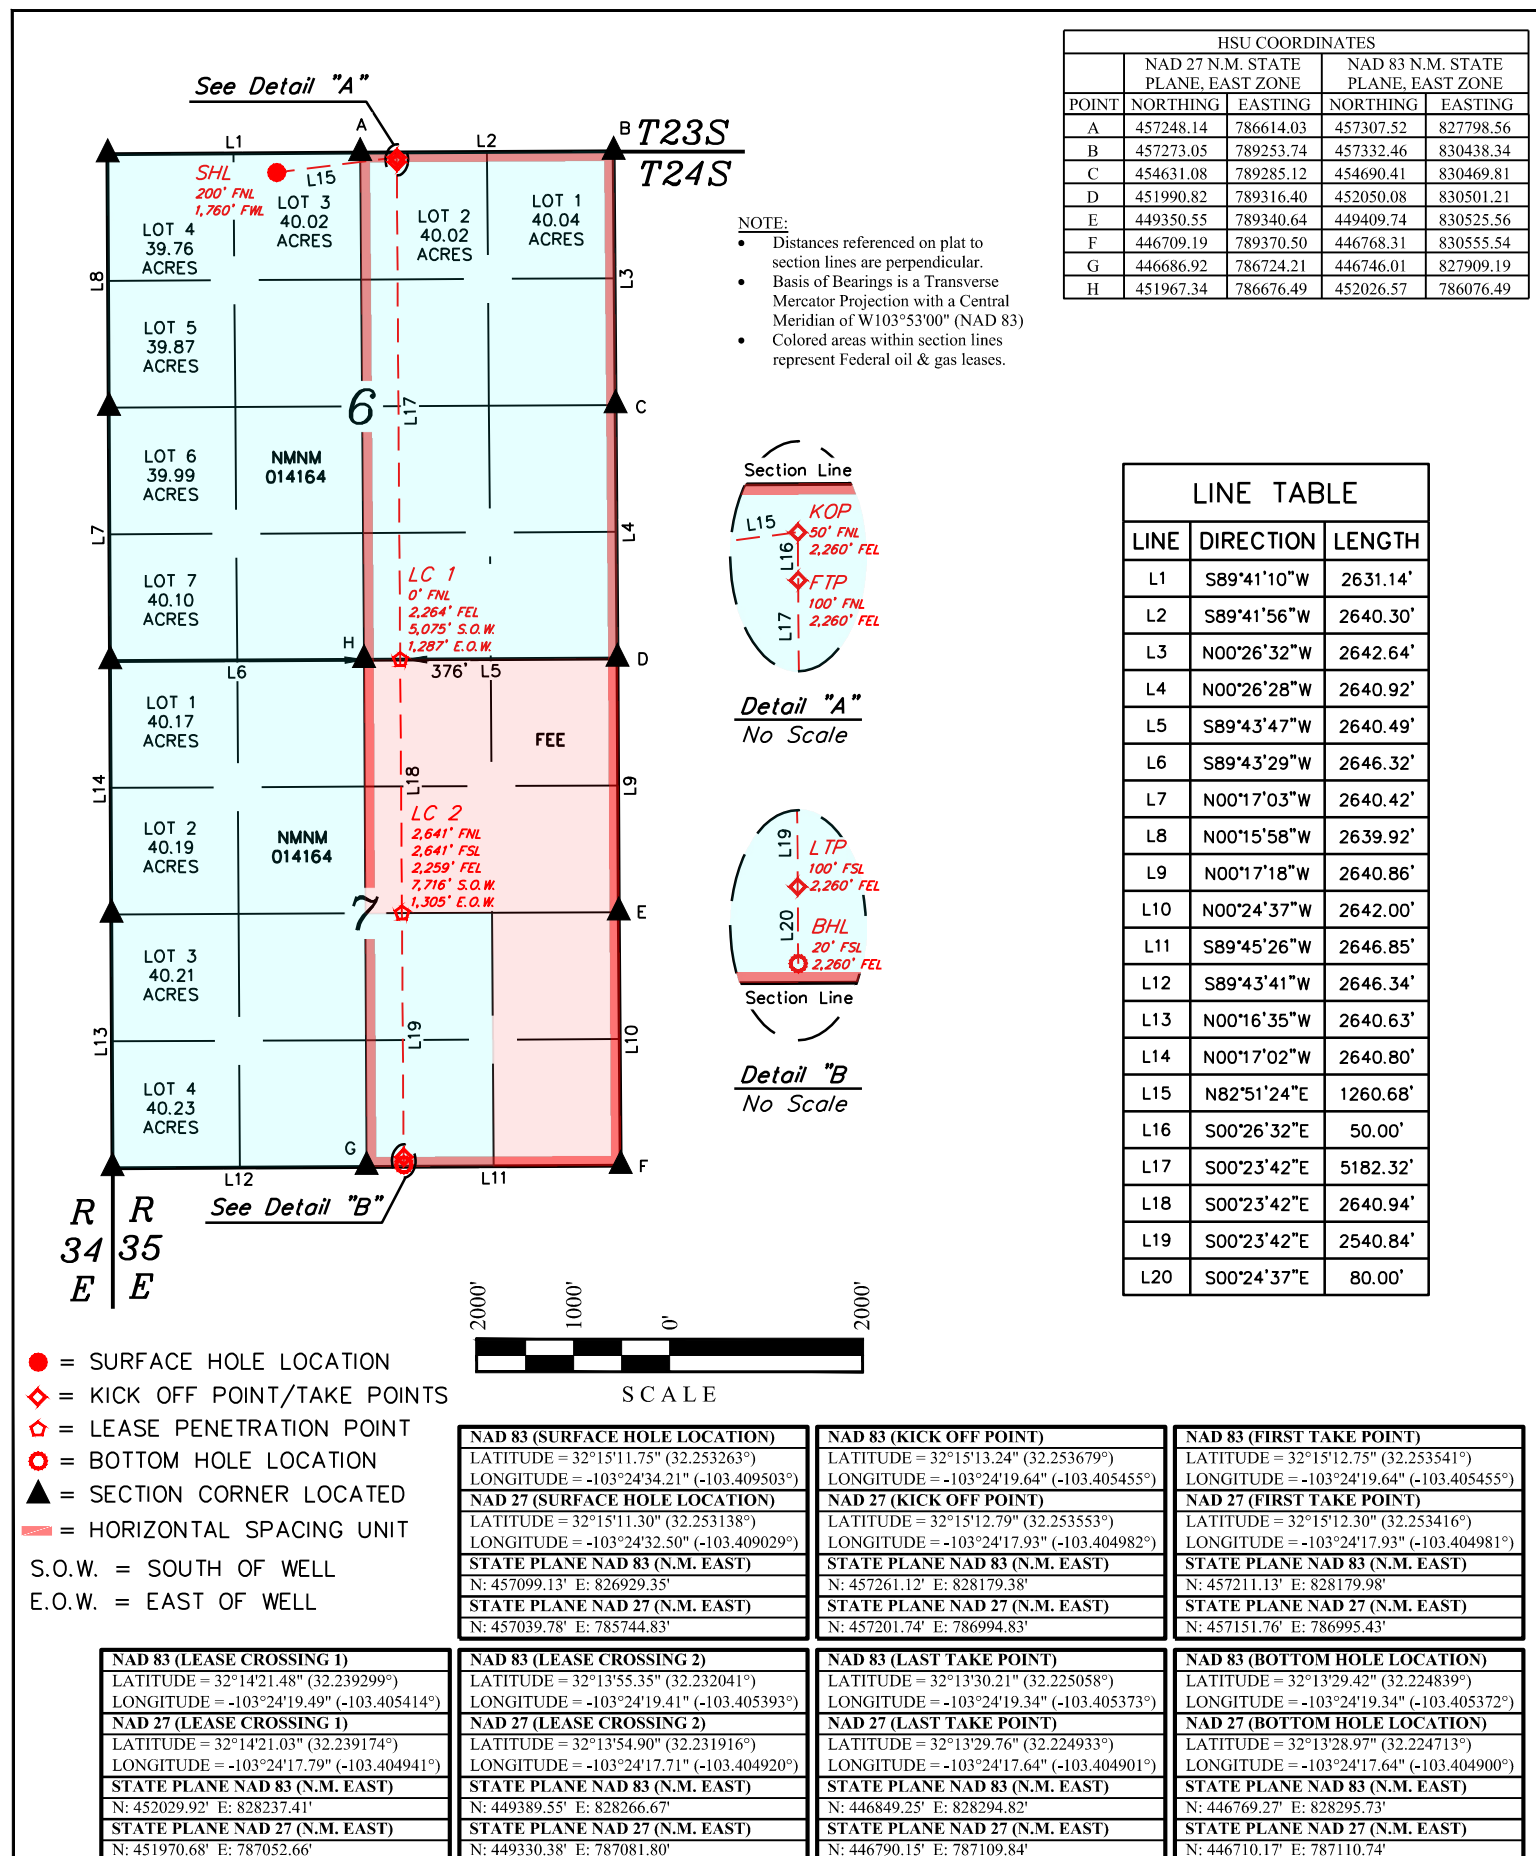 HSU COORDINATES
NAD 27 N.M. STATE PLANE, EAST ZONE NAD 83 N.M. STATE PLANE, EAST ZONE
POINT NORTHING EASTING NORTHING EASTING
A 457248.14 786614.03 457307.52 827798.56
B 457273.05 789253.74 457332.46 830438.34
C 454631.08 789285.12 454690.41 830469.81
D 451990.82 789316.40 452050.08 830501.21
E 449350.55 789340.64 449409.74 830525.56
F 446709.19 789370.50 446768.31 830555.54
G 446686.92 786724.21 446746.01 827909.19
H 451967.34 786676.49 452026.57 786076.49
See Detail "A"
A
B
T23S
T24S
L1
L2
SHL
200' FNL
1,760' FWL
L15
LOT 4
39.76
ACRES
LOT 3
40.02
ACRES
LOT 2
40.02
ACRES
LOT 1
40.04
ACRES
L8
L3
LOT 5
39.87
ACRES
6
L17
C
LOT 6
39.99
ACRES
NMNM
014164
L7
L4
LOT 7
40.10
ACRES
LC 1
0' FNL
2,264' FEL
5,075' S.O.W.
1,287' E.O.W.
H
D
L6
376'
L5
LOT 1
40.17
ACRES
FEE
L14
L18
L9
LOT 2
40.19
ACRES
NMNM
014164
LC 2
2,641' FNL
2,641' FSL
2,259' FEL
7,716' S.O.W.
1,305' E.O.W.
7
E
LOT 3
40.21
ACRES
L13
L19
L10
LOT 4
40.23
ACRES
G
F
L12
L11
See Detail "B"
R
34
E
R
35
E
NOTE:
• Distances referenced on plat to
section lines are perpendicular.
• Basis of Bearings is a Transverse
Mercator Projection with a Central
Meridian of W103°53'00" (NAD 83)
• Colored areas within section lines
represent Federal oil & gas leases.
Section Line
KOP
50' FNL
2,260' FEL
L15
L16
FTP
100' FNL
2,260' FEL
L17
Detail "A"
No Scale
L19
LTP
100' FSL
2,260' FEL
L20
BHL
20' FSL
2,260' FEL
Section Line
Detail "B
No Scale
LINE TABLE
LINE DIRECTION LENGTH
L1 S89°41'10"W 2631.14'
L2 S89°41'56"W 2640.30'
L3 N00°26'32"W 2642.64'
L4 N00°26'28"W 2640.92'
L5 S89°43'47"W 2640.49'
L6 S89°43'29"W 2646.32'
L7 N00°17'03"W 2640.42'
L8 N00°15'58"W 2639.92'
L9 N00°17'18"W 2640.86'
L10 N00°24'37"W 2642.00'
L11 S89°45'26"W 2646.85'
L12 S89°43'41"W 2646.34'
L13 N00°16'35"W 2640.63'
L14 N00°17'02"W 2640.80'
L15 N82°51'24"E 1260.68'
L16 S00°26'32"E 50.00'
L17 S00°23'42"E 5182.32'
L18 S00°23'42"E 2640.94'
L19 S00°23'42"E 2540.84'
L20 S00°24'37"E 80.00'
2000' 1000' 0' 2000'
SCALE
= SURFACE HOLE LOCATION
= KICK OFF POINT/TAKE POINTS
= LEASE PENETRATION POINT
= BOTTOM HOLE LOCATION
= SECTION CORNER LOCATED
= HORIZONTAL SPACING UNIT
S.O.W. = SOUTH OF WELL
E.O.W. = EAST OF WELL
NAD 83 (SURFACE HOLE LOCATION)
LATITUDE = 32°15'11.75" (32.253263°)
LONGITUDE = -103°24'34.21" (-103.409503°)
NAD 27 (SURFACE HOLE LOCATION)
LATITUDE = 32°15'11.30" (32.253138°)
LONGITUDE = -103°24'32.50" (-103.409029°)
STATE PLANE NAD 83 (N.M. EAST)
N: 457099.13' E: 826929.35'
STATE PLANE NAD 27 (N.M. EAST)
N: 457039.78' E: 785744.83'
NAD 83 (KICK OFF POINT)
LATITUDE = 32°15'13.24" (32.253679°)
LONGITUDE = -103°24'19.64" (-103.405455°)
NAD 27 (KICK OFF POINT)
LATITUDE = 32°15'12.79" (32.253553°)
LONGITUDE = -103°24'17.93" (-103.404982°)
STATE PLANE NAD 83 (N.M. EAST)
N: 457261.12' E: 828179.38'
STATE PLANE NAD 27 (N.M. EAST)
N: 457201.74' E: 786994.83'
NAD 83 (FIRST TAKE POINT)
LATITUDE = 32°15'12.75" (32.253541°)
LONGITUDE = -103°24'19.64" (-103.405455°)
NAD 27 (FIRST TAKE POINT)
LATITUDE = 32°15'12.30" (32.253416°)
LONGITUDE = -103°24'17.93" (-103.404981°)
STATE PLANE NAD 83 (N.M. EAST)
N: 457211.13' E: 828179.98'
STATE PLANE NAD 27 (N.M. EAST)
N: 457151.76' E: 786995.43'
NAD 83 (LEASE CROSSING 1)
LATITUDE = 32°14'21.48" (32.239299°)
LONGITUDE = -103°24'19.49" (-103.405414°)
NAD 27 (LEASE CROSSING 1)
LATITUDE = 32°14'21.03" (32.239174°)
LONGITUDE = -103°24'17.79" (-103.404941°)
STATE PLANE NAD 83 (N.M. EAST)
N: 452029.92' E: 828237.41'
STATE PLANE NAD 27 (N.M. EAST)
N: 451970.68' E: 787052.66'
NAD 83 (LEASE CROSSING 2)
LATITUDE = 32°13'55.35" (32.232041°)
LONGITUDE = -103°24'19.41" (-103.405393°)
NAD 27 (LEASE CROSSING 2)
LATITUDE = 32°13'54.90" (32.231916°)
LONGITUDE = -103°24'17.71" (-103.404920°)
STATE PLANE NAD 83 (N.M. EAST)
N: 449389.55' E: 828266.67'
STATE PLANE NAD 27 (N.M. EAST)
N: 449330.38' E: 787081.80'
NAD 83 (LAST TAKE POINT)
LATITUDE = 32°13'30.21" (32.225058°)
LONGITUDE = -103°24'19.34" (-103.405373°)
NAD 27 (LAST TAKE POINT)
LATITUDE = 32°13'29.76" (32.224933°)
LONGITUDE = -103°24'17.64" (-103.404901°)
STATE PLANE NAD 83 (N.M. EAST)
N: 446849.25' E: 828294.82'
STATE PLANE NAD 27 (N.M. EAST)
N: 446790.15' E: 787109.84'
NAD 83 (BOTTOM HOLE LOCATION)
LATITUDE = 32°13'29.42" (32.224839°)
LONGITUDE = -103°24'19.34" (-103.405372°)
NAD 27 (BOTTOM HOLE LOCATION)
LATITUDE = 32°13'28.97" (32.224713°)
LONGITUDE = -103°24'17.64" (-103.404900°)
STATE PLANE NAD 83 (N.M. EAST)
N: 446769.27' E: 828295.73'
STATE PLANE NAD 27 (N.M. EAST)
N: 446710.17' E: 787110.74'